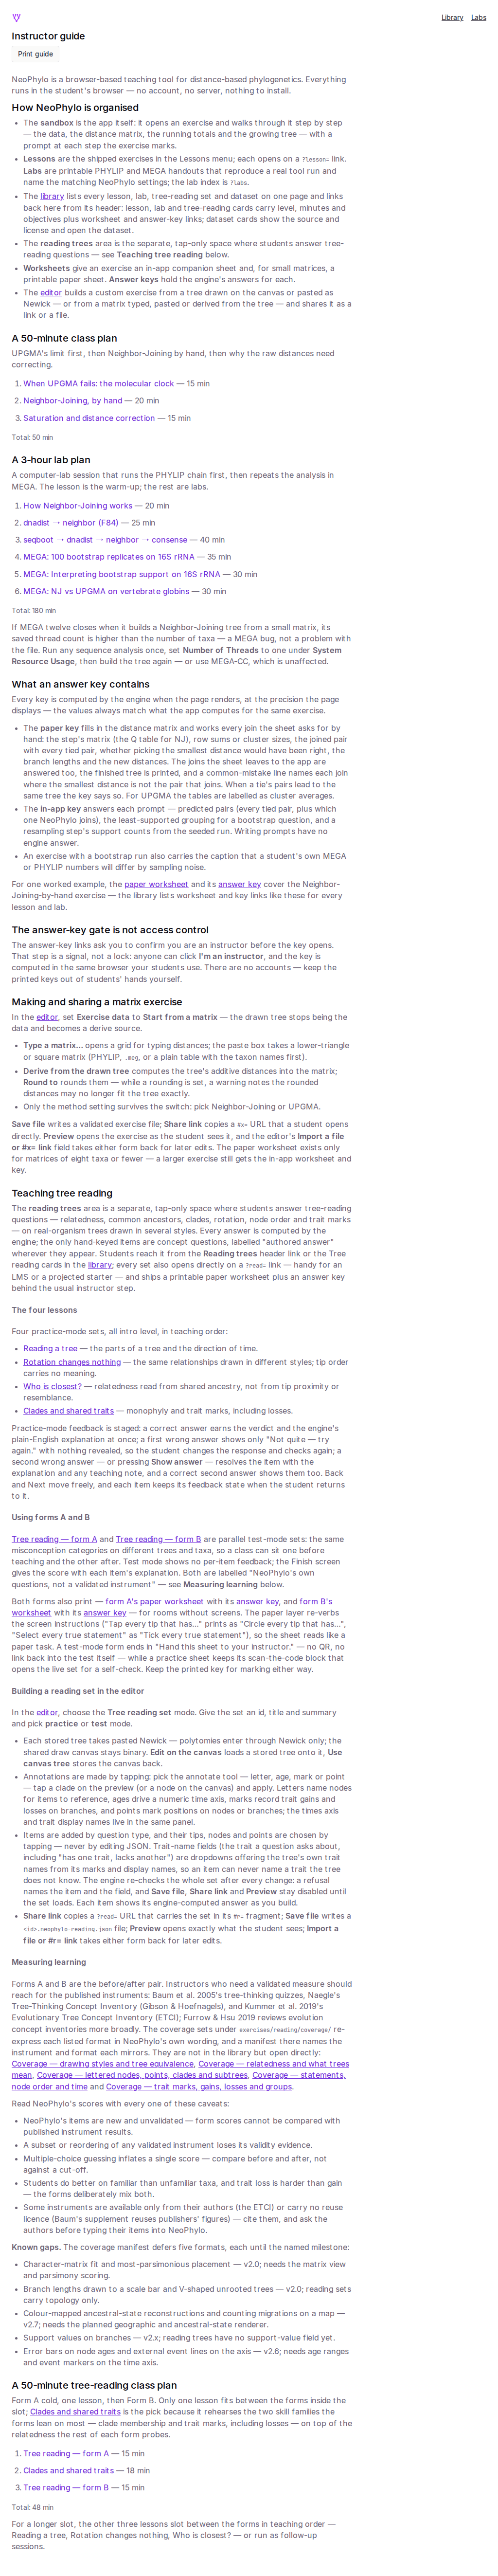 Library Labs
Instructor guide
Print guide
NeoPhylo is a browser-based teaching tool for distance-based phylogenetics. Everything
runs in the student's browser — no account, no server, nothing to install.
How NeoPhylo is organised
• The sandbox is the app itself: it opens an exercise and walks through it step by step
— the data, the distance matrix, the running totals and the growing tree — with a
prompt at each step the exercise marks.
• Lessons are the shipped exercises in the Lessons menu; each opens on a ?lesson= link.
Labs are printable PHYLIP and MEGA handouts that reproduce a real tool run and
name the matching NeoPhylo settings; the lab index is ?labs.
• The library lists every lesson, lab, tree-reading set and dataset on one page and links
back here from its header: lesson, lab and tree-reading cards carry level, minutes and
objectives plus worksheet and answer-key links; dataset cards show the source and
license and open the dataset.
• The reading trees area is the separate, tap-only space where students answer tree-
reading questions — see Teaching tree reading below.
• Worksheets give an exercise an in-app companion sheet and, for small matrices, a
printable paper sheet. Answer keys hold the engine's answers for each.
• The editor builds a custom exercise from a tree drawn on the canvas or pasted as
Newick — or from a matrix typed, pasted or derived from the tree — and shares it as a
link or a file.
A 50-minute class plan
UPGMA's limit first, then Neighbor-Joining by hand, then why the raw distances need
correcting.
1. When UPGMA fails: the molecular clock — 15 min
2. Neighbor-Joining, by hand — 20 min
3. Saturation and distance correction — 15 min
Total: 50 min
A 3-hour lab plan
A computer-lab session that runs the PHYLIP chain first, then repeats the analysis in
MEGA. The lesson is the warm-up; the rest are labs.
1. How Neighbor-Joining works — 20 min
2. dnadist → neighbor (F84) — 25 min
3. seqboot → dnadist → neighbor → consense — 40 min
4. MEGA: 100 bootstrap replicates on 16S rRNA — 35 min
5. MEGA: Interpreting bootstrap support on 16S rRNA — 30 min
6. MEGA: NJ vs UPGMA on vertebrate globins — 30 min
Total: 180 min
If MEGA twelve closes when it builds a Neighbor-Joining tree from a small matrix, its
saved thread count is higher than the number of taxa — a MEGA bug, not a problem with
the file. Run any sequence analysis once, set Number of Threads to one under System
Resource Usage, then build the tree again — or use MEGA-CC, which is unaffected.
What an answer key contains
Every key is computed by the engine when the page renders, at the precision the page
displays — the values always match what the app computes for the same exercise.
• The paper key fills in the distance matrix and works every join the sheet asks for by
hand: the step's matrix (the Q table for NJ), row sums or cluster sizes, the joined pair
with every tied pair, whether picking the smallest distance would have been right, the
branch lengths and the new distances. The joins the sheet leaves to the app are
answered too, the finished tree is printed, and a common-mistake line names each join
where the smallest distance is not the pair that joins. When a tie's pairs lead to the
same tree the key says so. For UPGMA the tables are labelled as cluster averages.
• The in-app key answers each prompt — predicted pairs (every tied pair, plus which
one NeoPhylo joins), the least-supported grouping for a bootstrap question, and a
resampling step's support counts from the seeded run. Writing prompts have no
engine answer.
• An exercise with a bootstrap run also carries the caption that a student's own MEGA
or PHYLIP numbers will differ by sampling noise.
For one worked example, the paper worksheet and its answer key cover the Neighbor-
Joining-by-hand exercise — the library lists worksheet and key links like these for every
lesson and lab.
The answer-key gate is not access control
The answer-key links ask you to confirm you are an instructor before the key opens.
That step is a signal, not a lock: anyone can click I'm an instructor, and the key is
computed in the same browser your students use. There are no accounts — keep the
printed keys out of students' hands yourself.
Making and sharing a matrix exercise
In the editor, set Exercise data to Start from a matrix — the drawn tree stops being the
data and becomes a derive source.
• Type a matrix... opens a grid for typing distances; the paste box takes a lower-triangle
or square matrix (PHYLIP, .meg, or a plain table with the taxon names first).
• Derive from the drawn tree computes the tree's additive distances into the matrix;
Round to rounds them — while a rounding is set, a warning notes the rounded
distances may no longer fit the tree exactly.
• Only the method setting survives the switch: pick Neighbor-Joining or UPGMA.
Save file writes a validated exercise file; Share link copies a #x= URL that a student opens
directly. Preview opens the exercise as the student sees it, and the editor's Import a file
or #x= link field takes either form back for later edits. The paper worksheet exists only
for matrices of eight taxa or fewer — a larger exercise still gets the in-app worksheet and
key.
Teaching tree reading
The reading trees area is a separate, tap-only space where students answer tree-reading
questions — relatedness, common ancestors, clades, rotation, node order and trait marks
— on real-organism trees drawn in several styles. Every answer is computed by the
engine; the only hand-keyed items are concept questions, labelled "authored answer"
wherever they appear. Students reach it from the Reading trees header link or the Tree
reading cards in the library; every set also opens directly on a ?read= link — handy for an
LMS or a projected starter — and ships a printable paper worksheet plus an answer key
behind the usual instructor step.
The four lessons
Four practice-mode sets, all intro level, in teaching order:
• Reading a tree — the parts of a tree and the direction of time.
• Rotation changes nothing — the same relationships drawn in different styles; tip order
carries no meaning.
• Who is closest? — relatedness read from shared ancestry, not from tip proximity or
resemblance.
• Clades and shared traits — monophyly and trait marks, including losses.
Practice-mode feedback is staged: a correct answer earns the verdict and the engine's
plain-English explanation at once; a first wrong answer shows only "Not quite — try
again." with nothing revealed, so the student changes the response and checks again; a
second wrong answer — or pressing Show answer — resolves the item with the
explanation and any teaching note, and a correct second answer shows them too. Back
and Next move freely, and each item keeps its feedback state when the student returns
to it.
Using forms A and B
Tree reading — form A and Tree reading — form B are parallel test-mode sets: the same
misconception categories on different trees and taxa, so a class can sit one before
teaching and the other after. Test mode shows no per-item feedback; the Finish screen
gives the score with each item's explanation. Both are labelled "NeoPhylo's own
questions, not a validated instrument" — see Measuring learning below.
Both forms also print — form A's paper worksheet with its answer key, and form B's
worksheet with its answer key — for rooms without screens. The paper layer re-verbs
the screen instructions ("Tap every tip that has..." prints as "Circle every tip that has...",
"Select every true statement" as "Tick every true statement"), so the sheet reads like a
paper task. A test-mode form ends in "Hand this sheet to your instructor." — no QR, no
link back into the test itself — while a practice sheet keeps its scan-the-code block that
opens the live set for a self-check. Keep the printed key for marking either way.
Building a reading set in the editor
In the editor, choose the Tree reading set mode. Give the set an id, title and summary
and pick practice or test mode.
• Each stored tree takes pasted Newick — polytomies enter through Newick only; the
shared draw canvas stays binary. Edit on the canvas loads a stored tree onto it, Use
canvas tree stores the canvas back.
• Annotations are made by tapping: pick the annotate tool — letter, age, mark or point
— tap a clade on the preview (or a node on the canvas) and apply. Letters name nodes
for items to reference, ages drive a numeric time axis, marks record trait gains and
losses on branches, and points mark positions on nodes or branches; the times axis
and trait display names live in the same panel.
• Items are added by question type, and their tips, nodes and points are chosen by
tapping — never by editing JSON. Trait-name fields (the trait a question asks about,
including "has one trait, lacks another") are dropdowns offering the tree's own trait
names from its marks and display names, so an item can never name a trait the tree
does not know. The engine re-checks the whole set after every change: a refusal
names the item and the field, and Save file, Share link and Preview stay disabled until
the set loads. Each item shows its engine-computed answer as you build.
• Share link copies a ?read= URL that carries the set in its #r= fragment; Save file writes a
<id>.neophylo-reading.json file; Preview opens exactly what the student sees; Import a
file or #r= link takes either form back for later edits.
Measuring learning
Forms A and B are the before/after pair. Instructors who need a validated measure should
reach for the published instruments: Baum et al. 2005's tree-thinking quizzes, Naegle's
Tree-Thinking Concept Inventory (Gibson & Hoefnagels), and Kummer et al. 2019's
Evolutionary Tree Concept Inventory (ETCI); Furrow & Hsu 2019 reviews evolution
concept inventories more broadly. The coverage sets under exercises/reading/coverage/ re-
express each listed format in NeoPhylo's own wording, and a manifest there names the
instrument and format each mirrors. They are not in the library but open directly:
Coverage — drawing styles and tree equivalence, Coverage — relatedness and what trees
mean, Coverage — lettered nodes, points, clades and subtrees, Coverage — statements,
node order and time and Coverage — trait marks, gains, losses and groups.
Read NeoPhylo's scores with every one of these caveats:
• NeoPhylo's items are new and unvalidated — form scores cannot be compared with
published instrument results.
• A subset or reordering of any validated instrument loses its validity evidence.
• Multiple-choice guessing inflates a single score — compare before and after, not
against a cut-off.
• Students do better on familiar than unfamiliar taxa, and trait loss is harder than gain
— the forms deliberately mix both.
• Some instruments are available only from their authors (the ETCI) or carry no reuse
licence (Baum's supplement reuses publishers' figures) — cite them, and ask the
authors before typing their items into NeoPhylo.
Known gaps. The coverage manifest defers five formats, each until the named milestone:
• Character-matrix fit and most-parsimonious placement — v2.0; needs the matrix view
and parsimony scoring.
• Branch lengths drawn to a scale bar and V-shaped unrooted trees — v2.0; reading sets
carry topology only.
• Colour-mapped ancestral-state reconstructions and counting migrations on a map —
v2.7; needs the planned geographic and ancestral-state renderer.
• Support values on branches — v2.x; reading trees have no support-value field yet.
• Error bars on node ages and external event lines on the axis — v2.6; needs age ranges
and event markers on the time axis.
A 50-minute tree-reading class plan
Form A cold, one lesson, then Form B. Only one lesson fits between the forms inside the
slot; Clades and shared traits is the pick because it rehearses the two skill families the
forms lean on most — clade membership and trait marks, including losses — on top of the
relatedness the rest of each form probes.
1. Tree reading — form A — 15 min
2. Clades and shared traits — 18 min
3. Tree reading — form B — 15 min
Total: 48 min
For a longer slot, the other three lessons slot between the forms in teaching order —
Reading a tree, Rotation changes nothing, Who is closest? — or run as follow-up
sessions.